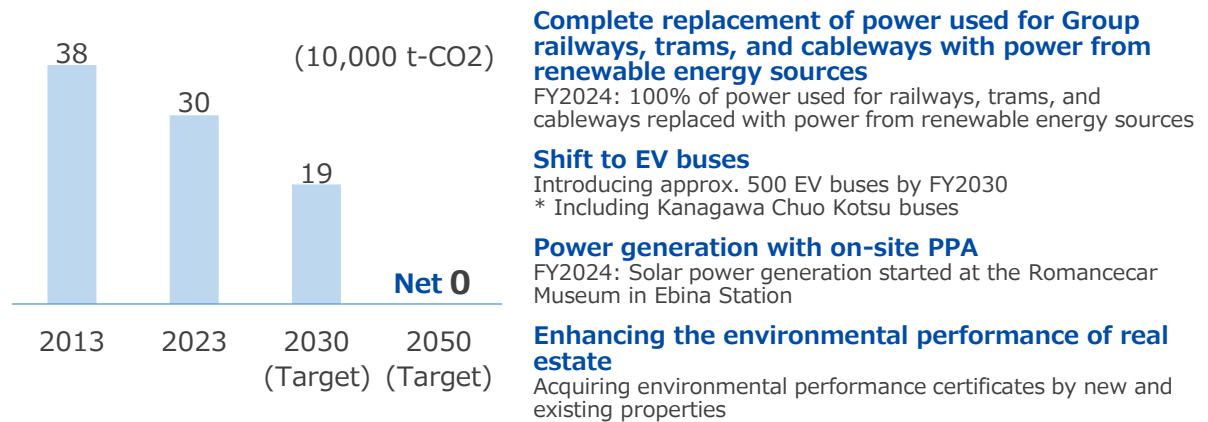 38
(10,000 t-CO2)
30
19
Net 0
2013
2023
2030
(Target)
2050
(Target)
Complete replacement of power used for Group
railways, trams, and cableways with power from
renewable energy sources
FY2024: 100% of power used for railways, trams, and
cableways replaced with power from renewable energy sources
Shift to EV buses
Introducing approx. 500 EV buses by FY2030
* Including Kanagawa Chuo Kotsu buses
Power generation with on-site PPA
FY2024: Solar power generation started at the Romancecar
Museum in Ebina Station
Enhancing the environmental performance of real
estate
Acquiring environmental performance certificates by new and
existing properties